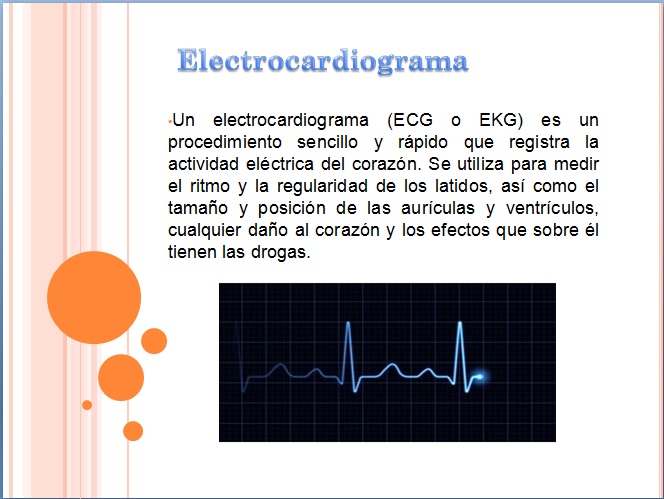 Electrocardiograma
•Un electrocardiograma (ECG o EKG) es un
procedimiento sencillo y rápido que registra la
actividad eléctrica del corazón. Se utiliza para medir
el ritmo y la regularidad de los latidos, así como el
tamaño y posición de las aurículas y ventrículos,
cualquier daño al corazón y los efectos que sobre él
tienen las drogas.